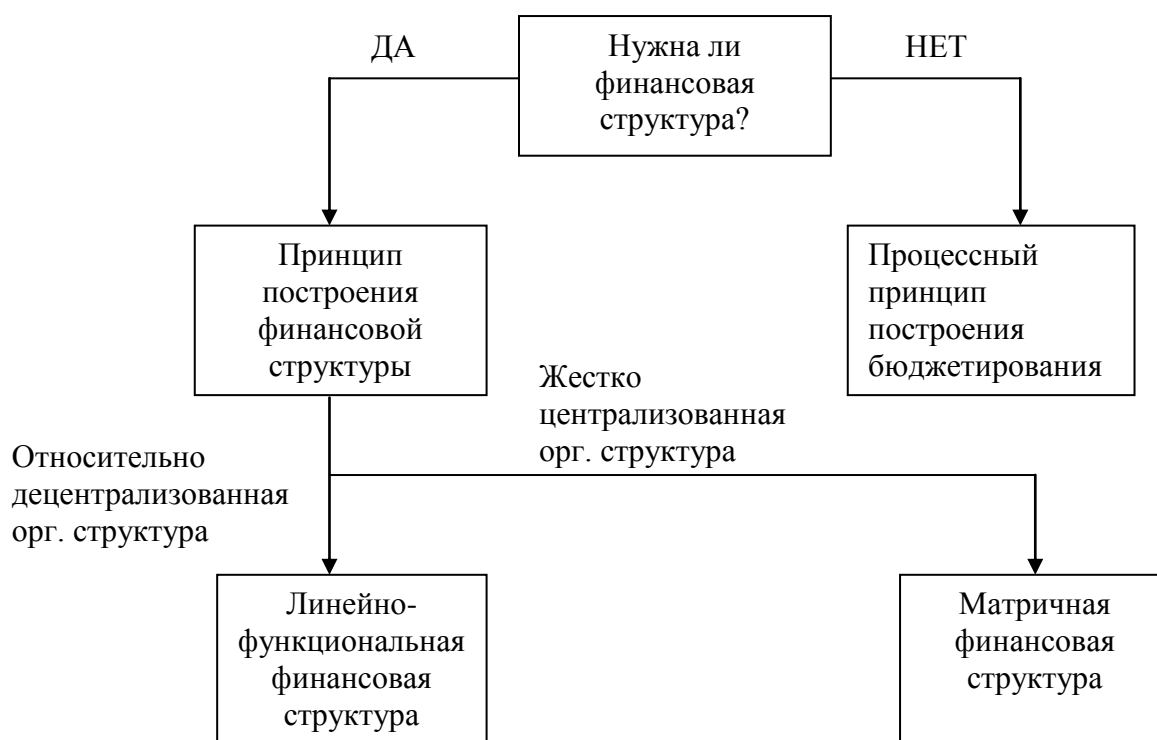 ДА
Нужна ли
финансовая
структура?
НЕТ
Принцип
построения
финансовой
структуры
Процессный
принцип
построения
бюджетирования
Жестко
централизованная
орг. структура
Относительно
децентрализованная
орг. структура
Линейно-
функциональная
финансовая
структура
Матричная
финансовая
структура